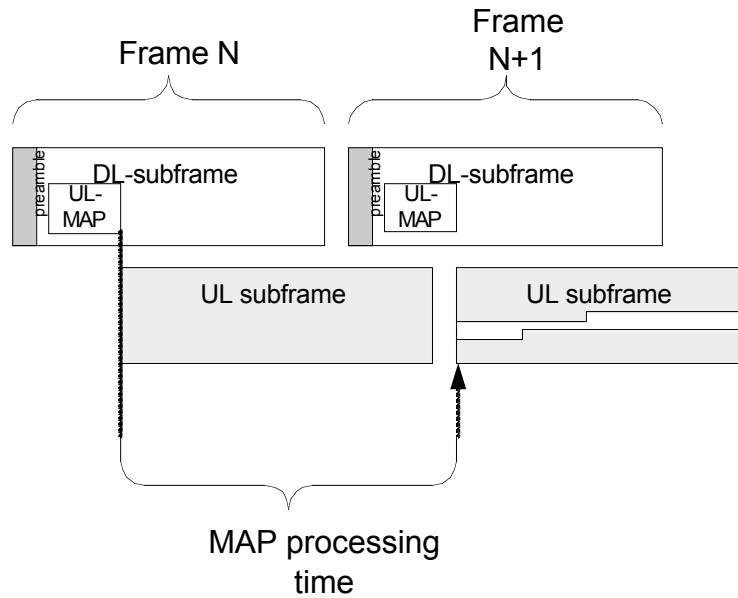 Frame N
Frame
N+1
preamble
DL-subframe
UL-
MAP
preamble
DL-subframe
UL-
MAP
UL subframe
UL subframe
MAP processing
time